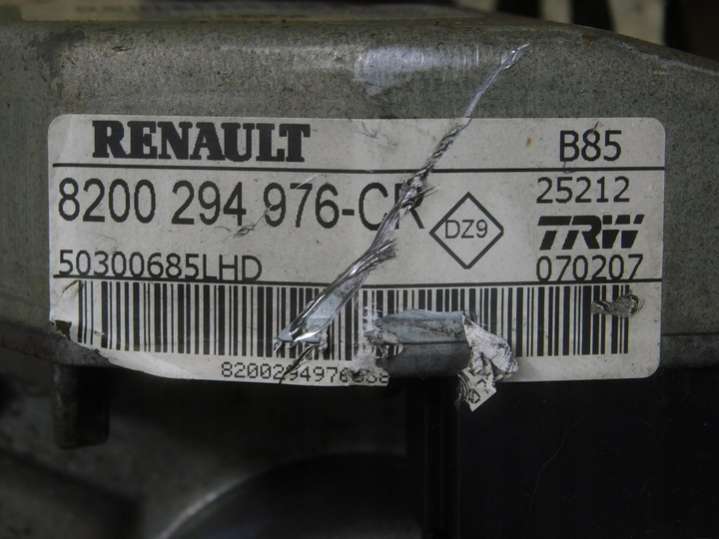 RENAULT B85
8200 294 976-CR DZ9 25212
TRW
50300685LHD 070207